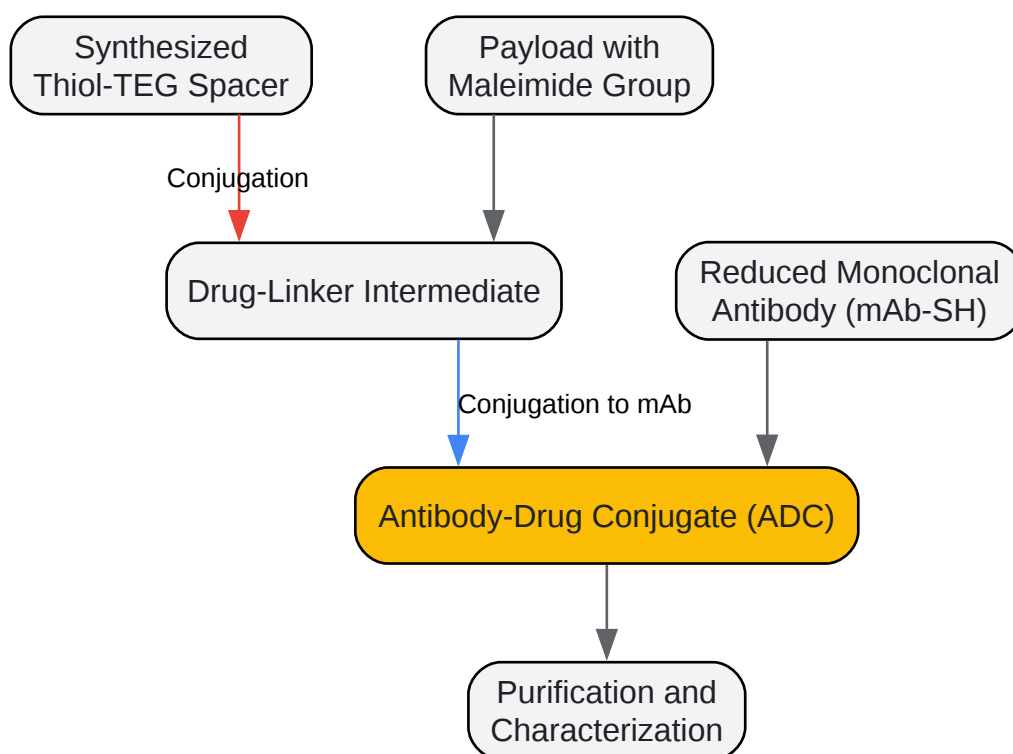 Synthesized
Thiol-TEG Spacer
Payload with
Maleimide Group
Conjugation
Drug-Linker Intermediate
Reduced Monoclonal
Antibody (mAb-SH)
Conjugation to mAb
Antibody-Drug Conjugate (ADC)
Purification and
Characterization